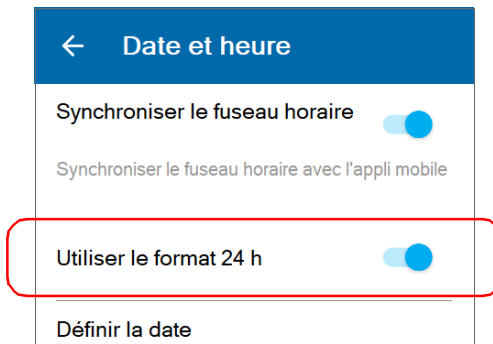 Date et heure
Synchroniser le fuseau horaire
Synchroniser le fuseau horaire avec l'appli mobile
Utiliser le format 24 h
Définir la date